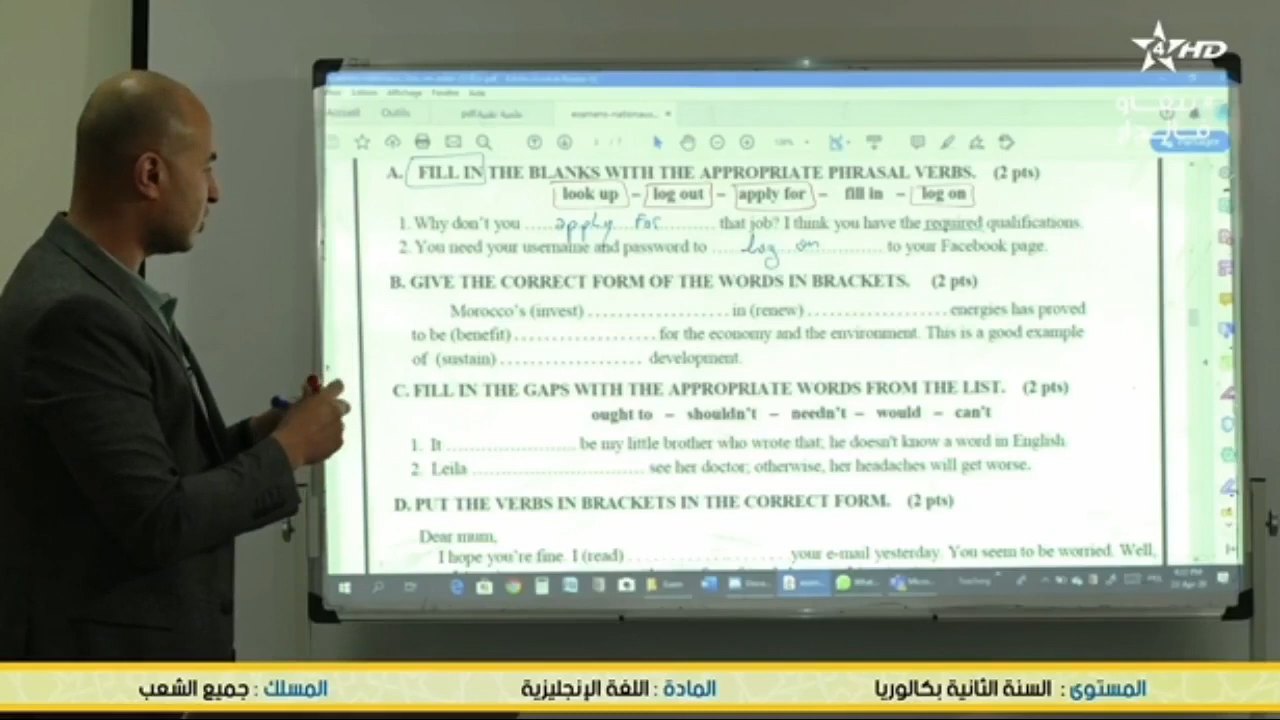 4 HD
Accueil Outils examens-nationaux...
A. FILL IN THE BLANKS WITH THE APPROPRIATE PHRASAL VERBS. (2 pts)
look up – log out – apply for – fill in – log on
1. Why don't you ....apply for........ that job? I think you have the required qualifications.
2. You need your username and password to .....log on........... to your Facebook page.
B. GIVE THE CORRECT FORM OF THE WORDS IN BRACKETS. (2 pts)
Morocco's (invest) .................. in (renew) .................. energies has proved
to be (benefit) .................. for the economy and the environment. This is a good example
of (sustain) .................. development.
C. FILL IN THE GAPS WITH THE APPROPRIATE WORDS FROM THE LIST. (2 pts)
ought to – shouldn't – needn't – would – can't
1. It .................... be my little brother who wrote that; he doesn't know a word in English.
2. Leila ........................... see her doctor; otherwise, her headaches will get worse.
D. PUT THE VERBS IN BRACKETS IN THE CORRECT FORM. (2 pts)
Dear mum,
I hope you're fine. I (read) ........................ your e-mail yesterday. You seem to be worried. Well,
المستوى : السنة الثانية بكالوريا المادة : اللغة الإنجليزية المسلك : جميع الشعب